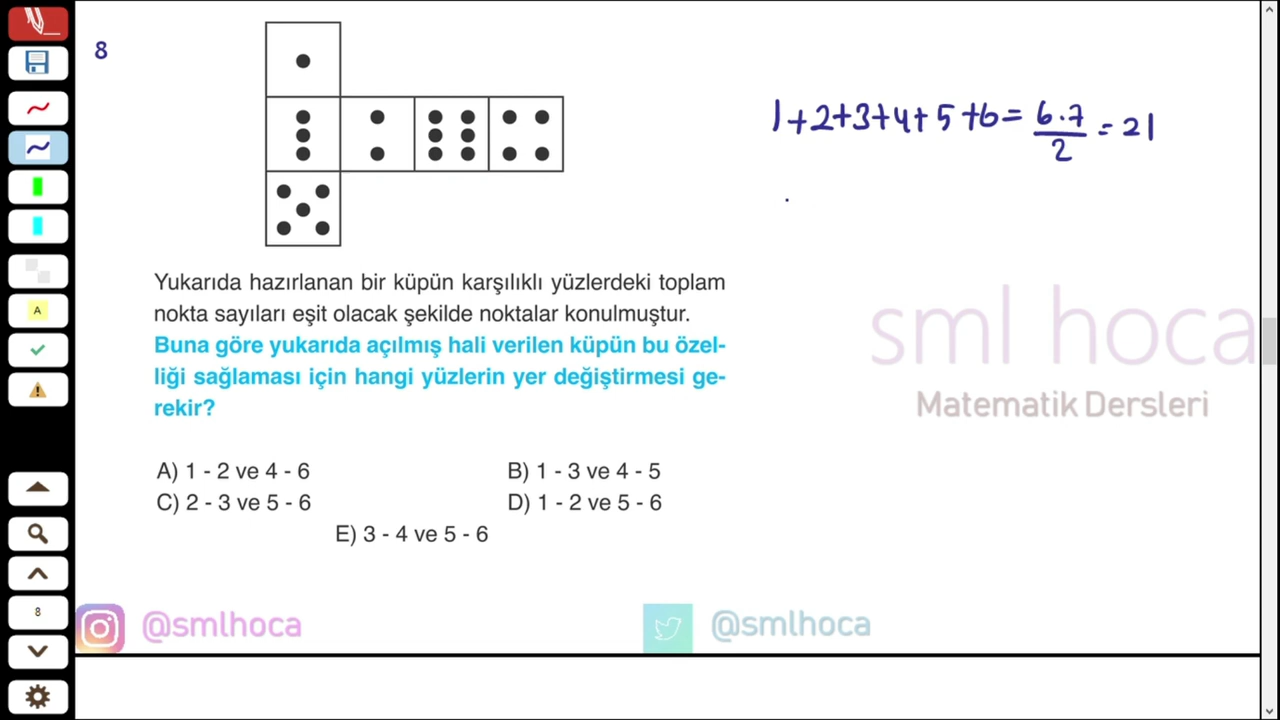 8
1+2+3+4+5+6=6.7/2=21
Yukarıda hazırlanan bir küpün karşılıklı yüzlerdeki toplam
nokta sayıları eşit olacak şekilde noktalar konulmuştur.
Buna göre yukarıda açılmış hali verilen küpün bu özel-
liği sağlaması için hangi yüzlerin yer değiştirmesi ge-
rekir?
A) 1 - 2 ve 4 - 6
B) 1 - 3 ve 4 - 5
C) 2 - 3 ve 5 - 6
D) 1 - 2 ve 5 - 6
E) 3 - 4 ve 5 - 6
sml hoca
Matematik Dersleri
@smlhoca
@smlhoca
A
8